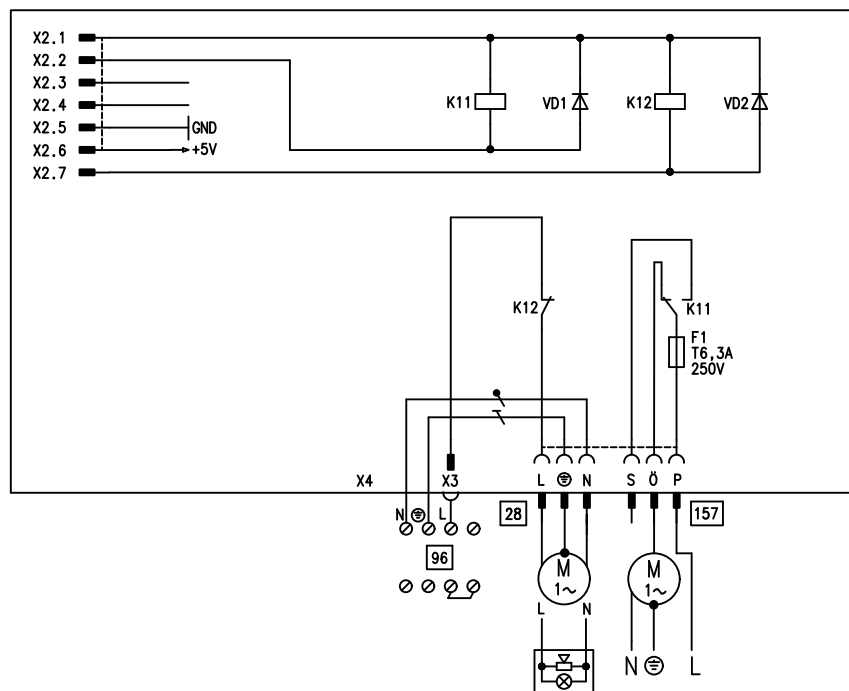 X2.1
X2.2
X2.3
X2.4
X2.5
X2.6
X2.7
GND
+5V
K11
VD1
K12
VD2
K12
K11
F1
T6,3A
250V
X4
X3
L
N
S
Ö
P
N
L
28
157
96
M
1~
M
1~
L
N
N
L